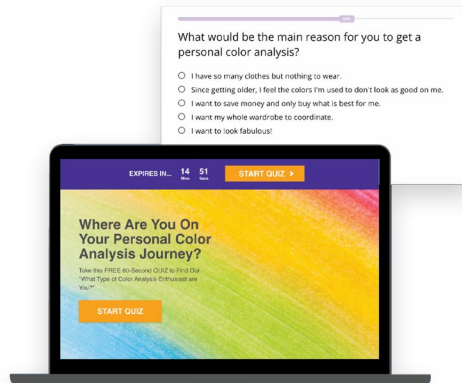 What would be the main reason for you to get a
personal color analysis?
I have so many clothes but nothing to wear.
Since getting older, I feel the colors I'm used to don't look as good on me.
I want to save money and only buy what is best for me.
I want my whole wardrobe to coordinate.
I want to look fabulous!
EXPIRES IN... 14 51 START QUIZ
Mins Secs
Where Are You On
Your Personal Color
Analysis Journey?
Take this FREE 60-Second QUIZ to Find Out
"What Type of Color Analysis Enthusiast are
You?"
START QUIZ